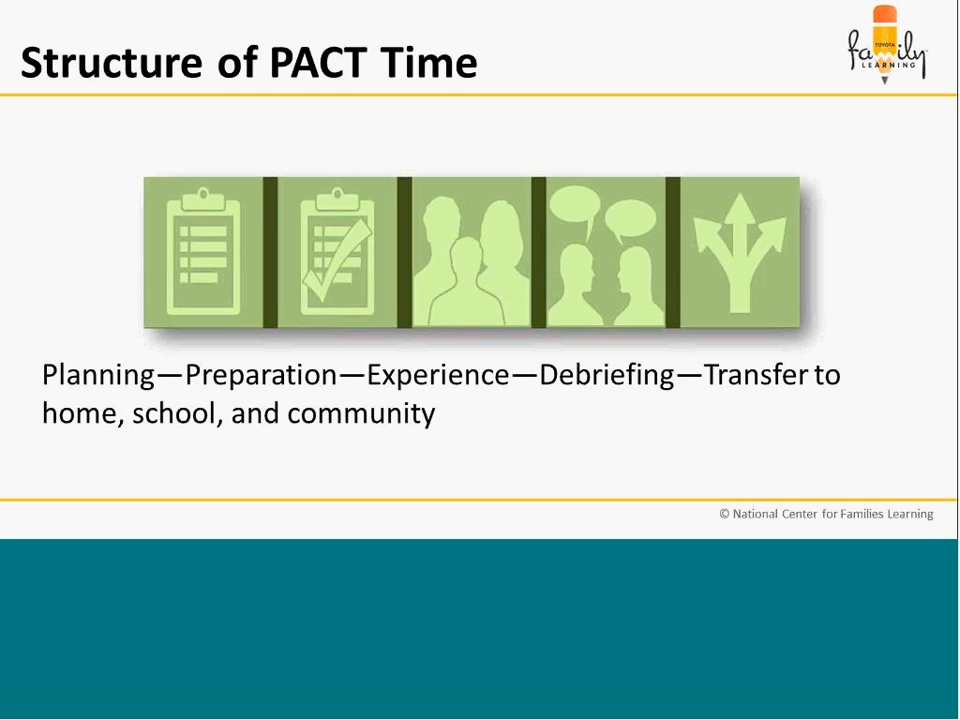 Structure of PACT Time
TOYOTA
family
LEARNING
Planning—Preparation—Experience—Debriefing—Transfer to
home, school, and community
© National Center for Families Learning